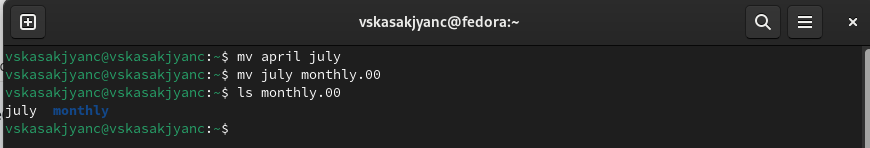 vskasakjyanc@fedora:~
vskasakjyanc@vskasakjyanc:~$ mv april july
vskasakjyanc@vskasakjyanc:~$ mv july monthly.00
vskasakjyanc@vskasakjyanc:~$ ls monthly.00
july  monthly
vskasakjyanc@vskasakjyanc:~$